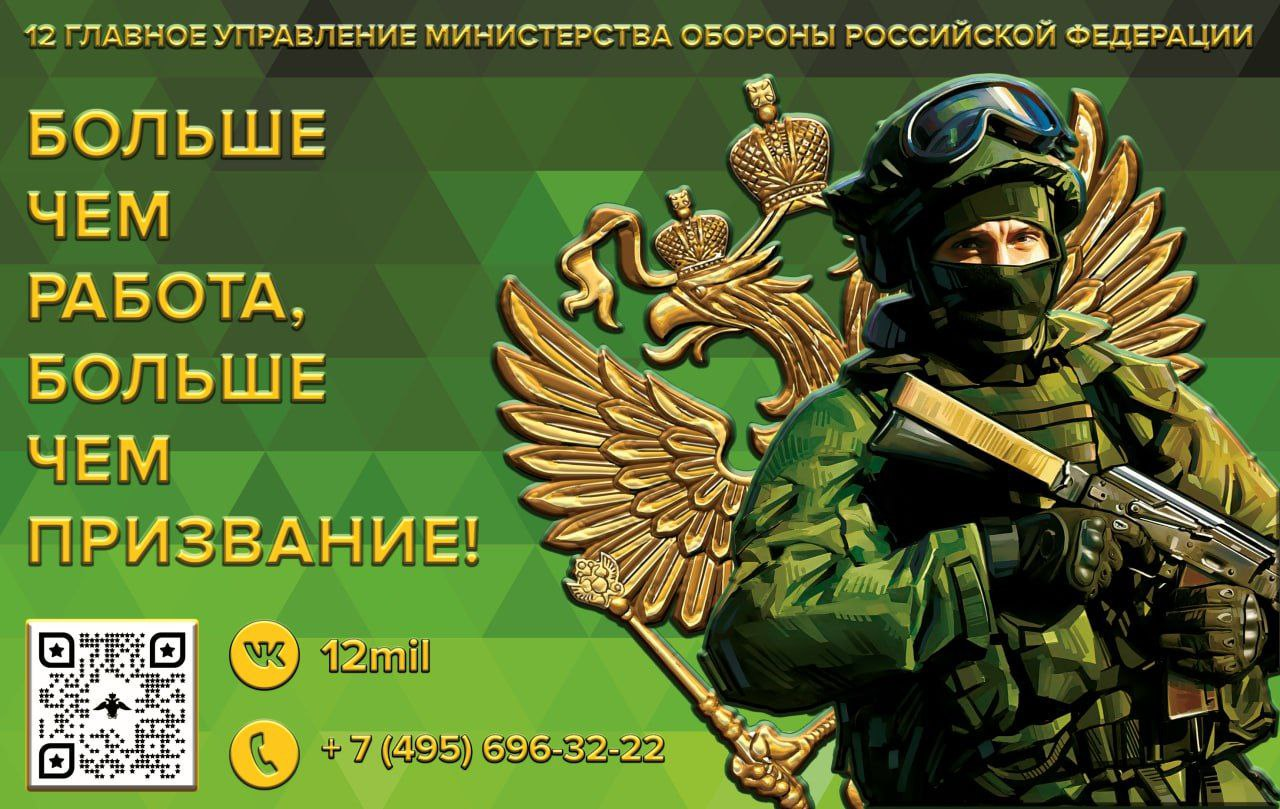 12 ГЛАВНОЕ УПРАВЛЕНИЕ МИНИСТЕРСТВА ОБОРОНЫ РОССИЙСКОЙ ФЕДЕРАЦИИ
БОЛЬШЕ
ЧЕМ
РАБОТА,
БОЛЬШЕ
ЧЕМ
ПРИЗВАНИЕ!
12mil
+ 7 (495) 696-32-22